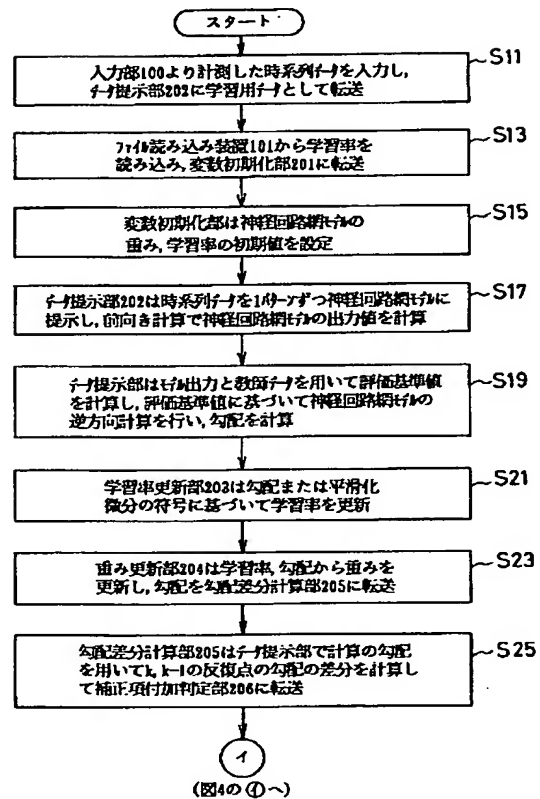 スタート
S11
入力部100より計測した時系列データを入力し,
データ提示部202に学習用データとして転送
S13
ファイル読み込み装置101から学習率を
読み込み,変数初期化部201に転送
S15
変数初期化部は神経回路網モデルの
重み,学習率の初期値を設定
S17
データ提示部202は時系列データを1パターンずつ神経回路網モデルに
提示し,前向き計算で神経回路網モデルの出力値を計算
S19
データ提示部はモデル出力と教師データを用いて評価基準値
を計算し,評価基準値に基づいて神経回路網モデルの
逆方向計算を行い,勾配を計算
S21
学習率更新部203は勾配または平滑化
微分の符号に基づいて学習率を更新
S23
重み更新部204は学習率,勾配から重みを
更新し,勾配を勾配差分計算部205に転送
S25
勾配差分計算部205はデータ提示部で計算の勾配
を用いてk,k-1の反復点の勾配の差分を計算し
て補正項付加判定部206に転送
イ
(図4の㋑へ)